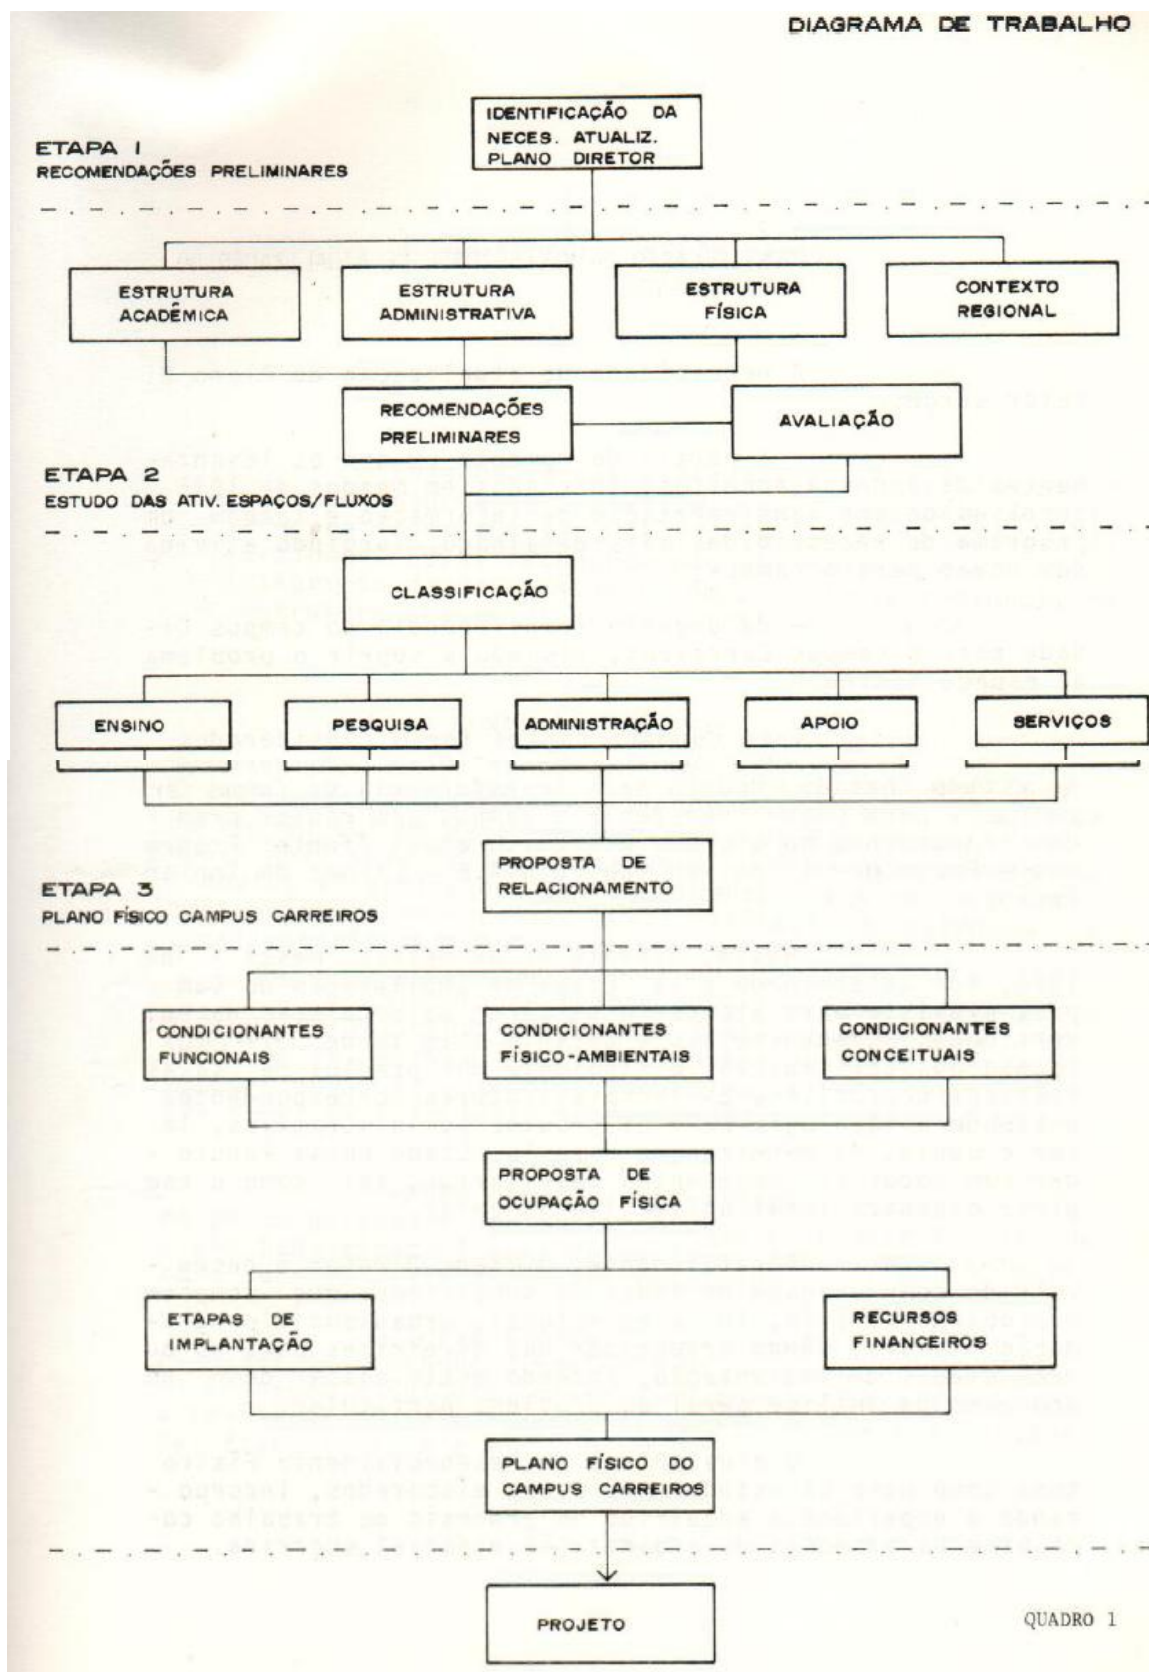 DIAGRAMA DE TRABALHO
IDENTIFICAÇÃO DA
NECES. ATUALIZ.
PLANO DIRETOR
ETAPA I
RECOMENDAÇÕES PRELIMINARES
ESTRUTURA
ACADÊMICA
ESTRUTURA
ADMINISTRATIVA
ESTRUTURA
FÍSICA
CONTEXTO
REGIONAL
RECOMENDAÇÕES
PRELIMINARES
AVALIAÇÃO
ETAPA 2
ESTUDO DAS ATIV. ESPAÇOS/FLUXOS
CLASSIFICAÇÃO
ENSINO
PESQUISA
ADMINISTRAÇÃO
APOIO
SERVIÇOS
PROPOSTA DE
RELACIONAMENTO
ETAPA 3
PLANO FÍSICO CAMPUS CARREIROS
CONDICIONANTES
FUNCIONAIS
CONDICIONANTES
FÍSICO-AMBIENTAIS
CONDICIONANTES
CONCEITUAIS
PROPOSTA DE
OCUPAÇÃO FÍSICA
ETAPAS DE
IMPLANTAÇÃO
RECURSOS
FINANCEIROS
PLANO FÍSICO DO
CAMPUS CARREIROS
PROJETO
QUADRO 1